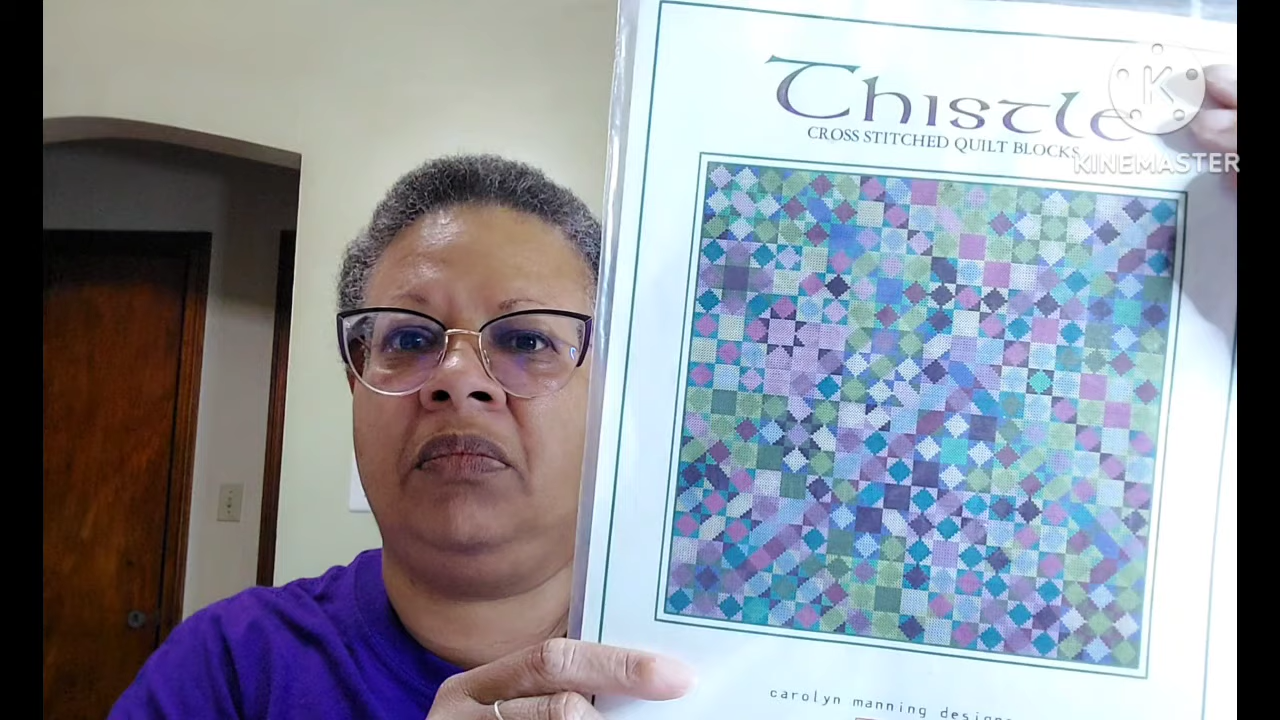 Thistle
CROSS STITCHED QUILT BLOCKS
K
KINEMASTER
carolyn manning designs